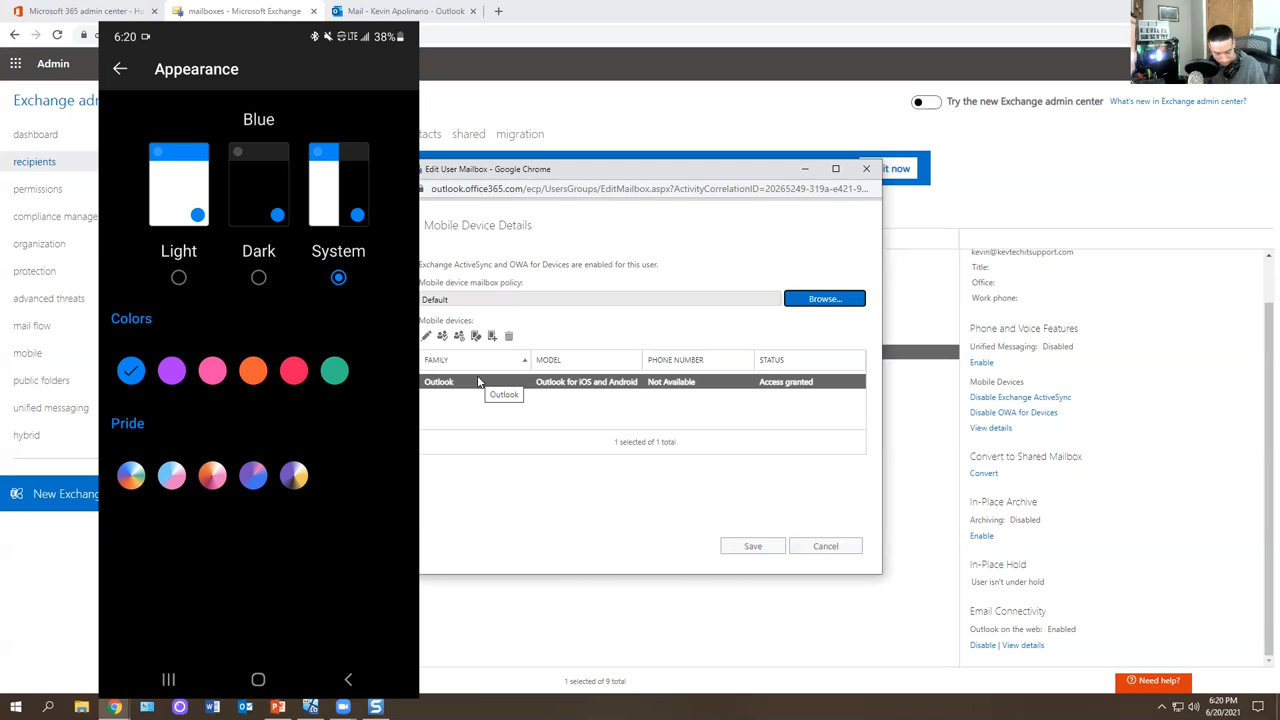 Microsoft 365 admin center - ho
mailboxes - Microsoft Exchange
Mail - Kevin Apolinario - Outlook
6:20
LTE
38%
Appearance
Blue
Light
Dark
System
Colors
Pride
Admin
Exchange ad
dashboard
recipients
permissions
compliance manage
organization
protection
advanced threats
mail flow
mobile
public folders
unified messaging
hybrid
New Exchang
tacts
shared
migration
Try the new Exchange admin center
What's new in Exchange admin center?
it now
Edit User Mailbox - Google Chrome
outlook.office365.com/ecp/UsersGroups/EditMailbox.aspx?ActivityCorrelationID=20265249-319a-e421-9...
Mobile Device Details
Exchange ActiveSync and OWA for Devices are enabled for this user.
Mobile device mailbox policy:
Default
Browse...
Mobile devices:
FAMILY
MODEL
PHONE NUMBER
STATUS
Outlook
Outlook for iOS and Android
Not Available
Access granted
Outlook
1 selected of 1 total
Save
Cancel
kevin@kevtechitsupport.com
Title:
Office:
Work phone:
Phone and Voice Features
Unified Messaging: Disabled
Enable
Mobile Devices
Disable Exchange ActiveSync
Disable OWA for Devices
View details
Convert to Shared Mailbox
Convert
In-Place Archive
Archiving: Disabled
Enable
In-Place Hold
User isn't under hold
Email Connectivity
Outlook on the web: Enabled
Disable | View details
1 selected of 9 total
Need help?
6:20 PM
6/20/2021